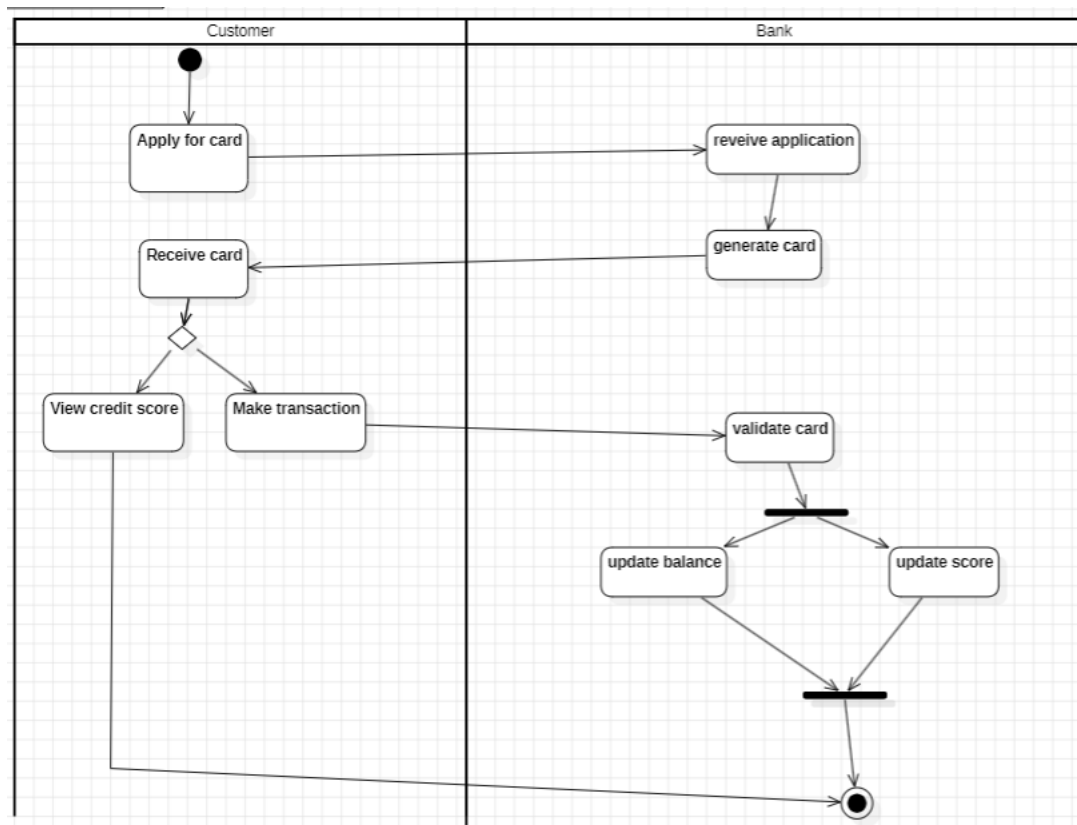 Customer
Bank
Apply for card
reveive application
Receive card
generate card
View credit score
Make transaction
validate card
update balance
update score